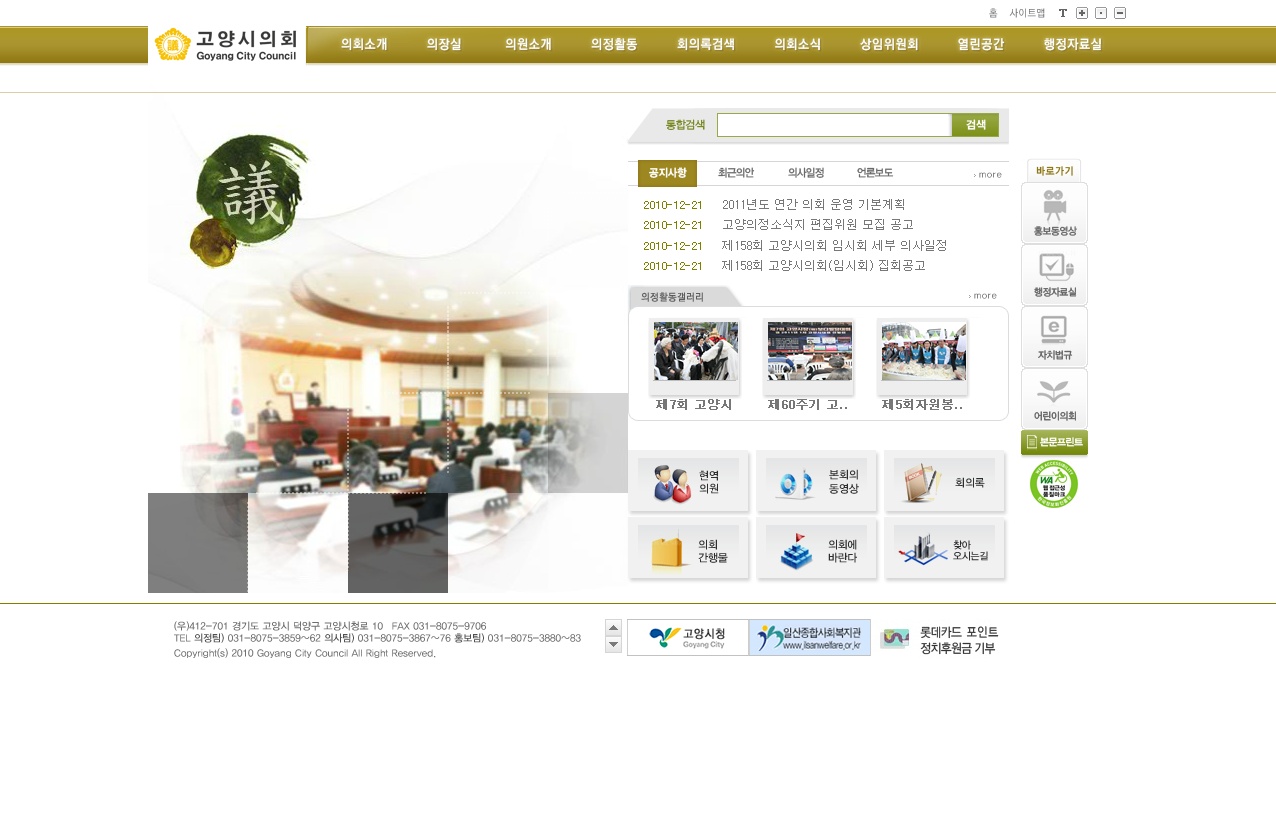 홈 사이트맵 T
고양시의회
Goyang City Council
의회소개 의장실 의원소개 의정활동 회의록검색 의회소식 상임위원회 열린공간 행정자료실
議
통합검색 검색
공지사항 최근의안 의사일정 언론보도 more
2010-12-21 2011년도 연간 의회 운영 기본계획
2010-12-21 고양의정소식지 편집위원 모집 공고
2010-12-21 제158회 고양시의회 임시회 세부 의사일정
2010-12-21 제158회 고양시의회(임시회) 집회공고
의정활동갤러리 more
제7회 고양시 제60주기 고.. 제5회자원봉..
현역
의원
본회의
동영상
회의록
의회
간행물
의회에
바란다
찾아
오시는길
바로가기
홍보동영상
행정자료실
자치법규
어린이의회
본문프린트
WEB ACCESSIBILITY
WA
웹 접근성
품질마크
(우)412-701 경기도 고양시 덕양구 고양시청로 10 FAX 031-8075-9706
TEL 의정팀) 031-8075-3859~62 의사팀) 031-8075-3867~76 홍보팀) 031-8075-3880~83
Copyright(s) 2010 Goyang City Council All Right Reserved.
고양시청
Goyang City
일산종합사회복지관
www.ilsanwelfare.or.kr
롯데카드 포인트
정치후원금 기부